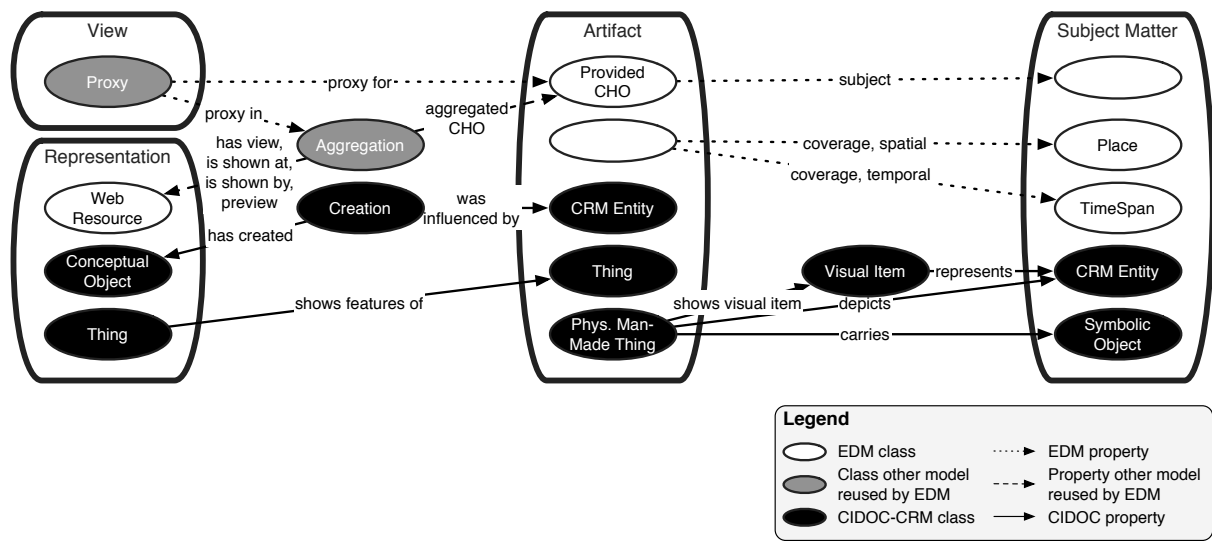 View
Proxy
Representation
Web
Resource
Conceptual
Object
Thing
proxy for
proxy in
has view,
is shown at,
is shown by,
preview
Aggregation
aggregated
CHO
Creation
has created
was
influenced by
shows features of
Artifact
Provided
CHO
CRM Entity
Thing
Phys. Man-
Made Thing
subject
coverage, spatial
coverage, temporal
Visual Item
represents
shows visual item
depicts
carries
Subject Matter
Place
TimeSpan
CRM Entity
Symbolic
Object
Legend
EDM class
EDM property
Class other model
reused by EDM
Property other model
reused by EDM
CIDOC-CRM class
CIDOC property